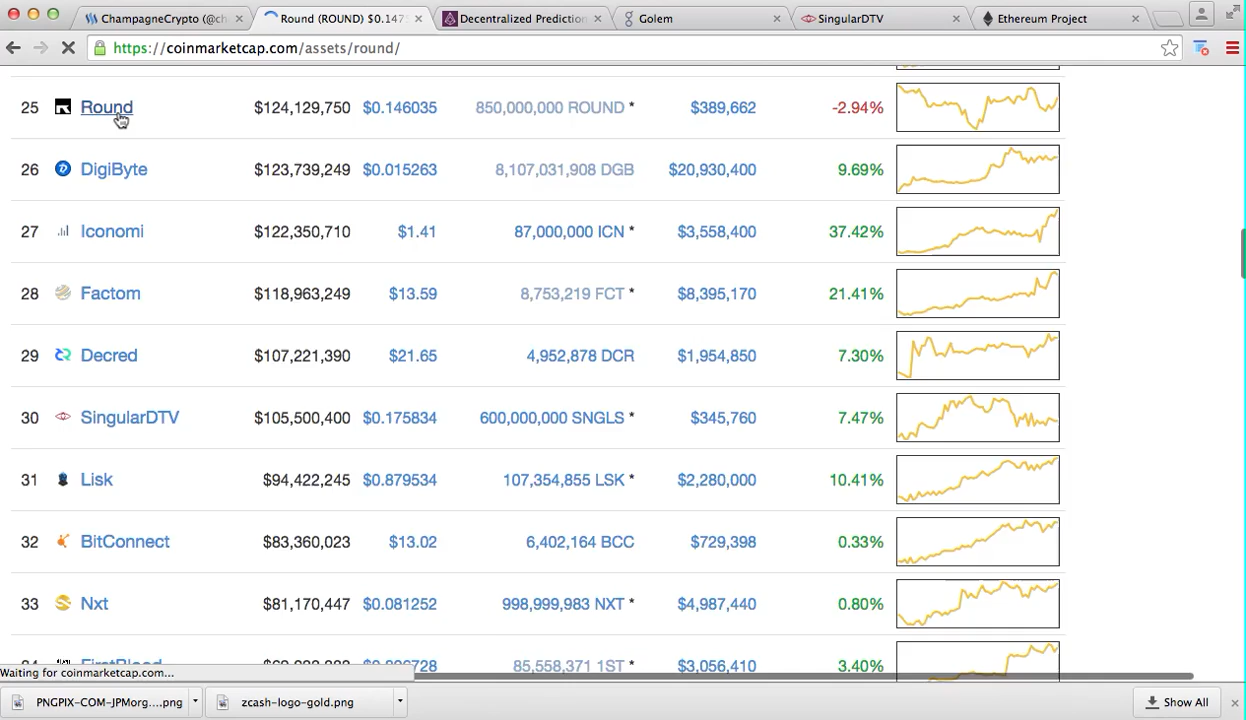 ChampagneCrypto (@ch
Round (ROUND) $0.147
Decentralized Prediction
Golem
SingularDTV
Ethereum Project
https://coinmarketcap.com/assets/round/
25 Round $124,129,750 $0.146035 850,000,000 ROUND * $389,662 -2.94%
26 DigiByte $123,739,249 $0.015263 8,107,031,908 DGB $20,930,400 9.69%
27 Iconomi $122,350,710 $1.41 87,000,000 ICN * $3,558,400 37.42%
28 Factom $118,963,249 $13.59 8,753,219 FCT * $8,395,170 21.41%
29 Decred $107,221,390 $21.65 4,952,878 DCR $1,954,850 7.30%
30 SingularDTV $105,500,400 $0.175834 600,000,000 SNGLS * $345,760 7.47%
31 Lisk $94,422,245 $0.879534 107,354,855 LSK * $2,280,000 10.41%
32 BitConnect $83,360,023 $13.02 6,402,164 BCC $729,398 0.33%
33 Nxt $81,170,447 $0.081252 998,999,983 NXT * $4,987,440 0.80%
FirstBlood 85,558,371 1ST * $3,056,410 3.40%
Waiting for coinmarketcap.com...
PNGPIX-COM-JPMorg....png
zcash-logo-gold.png
Show All